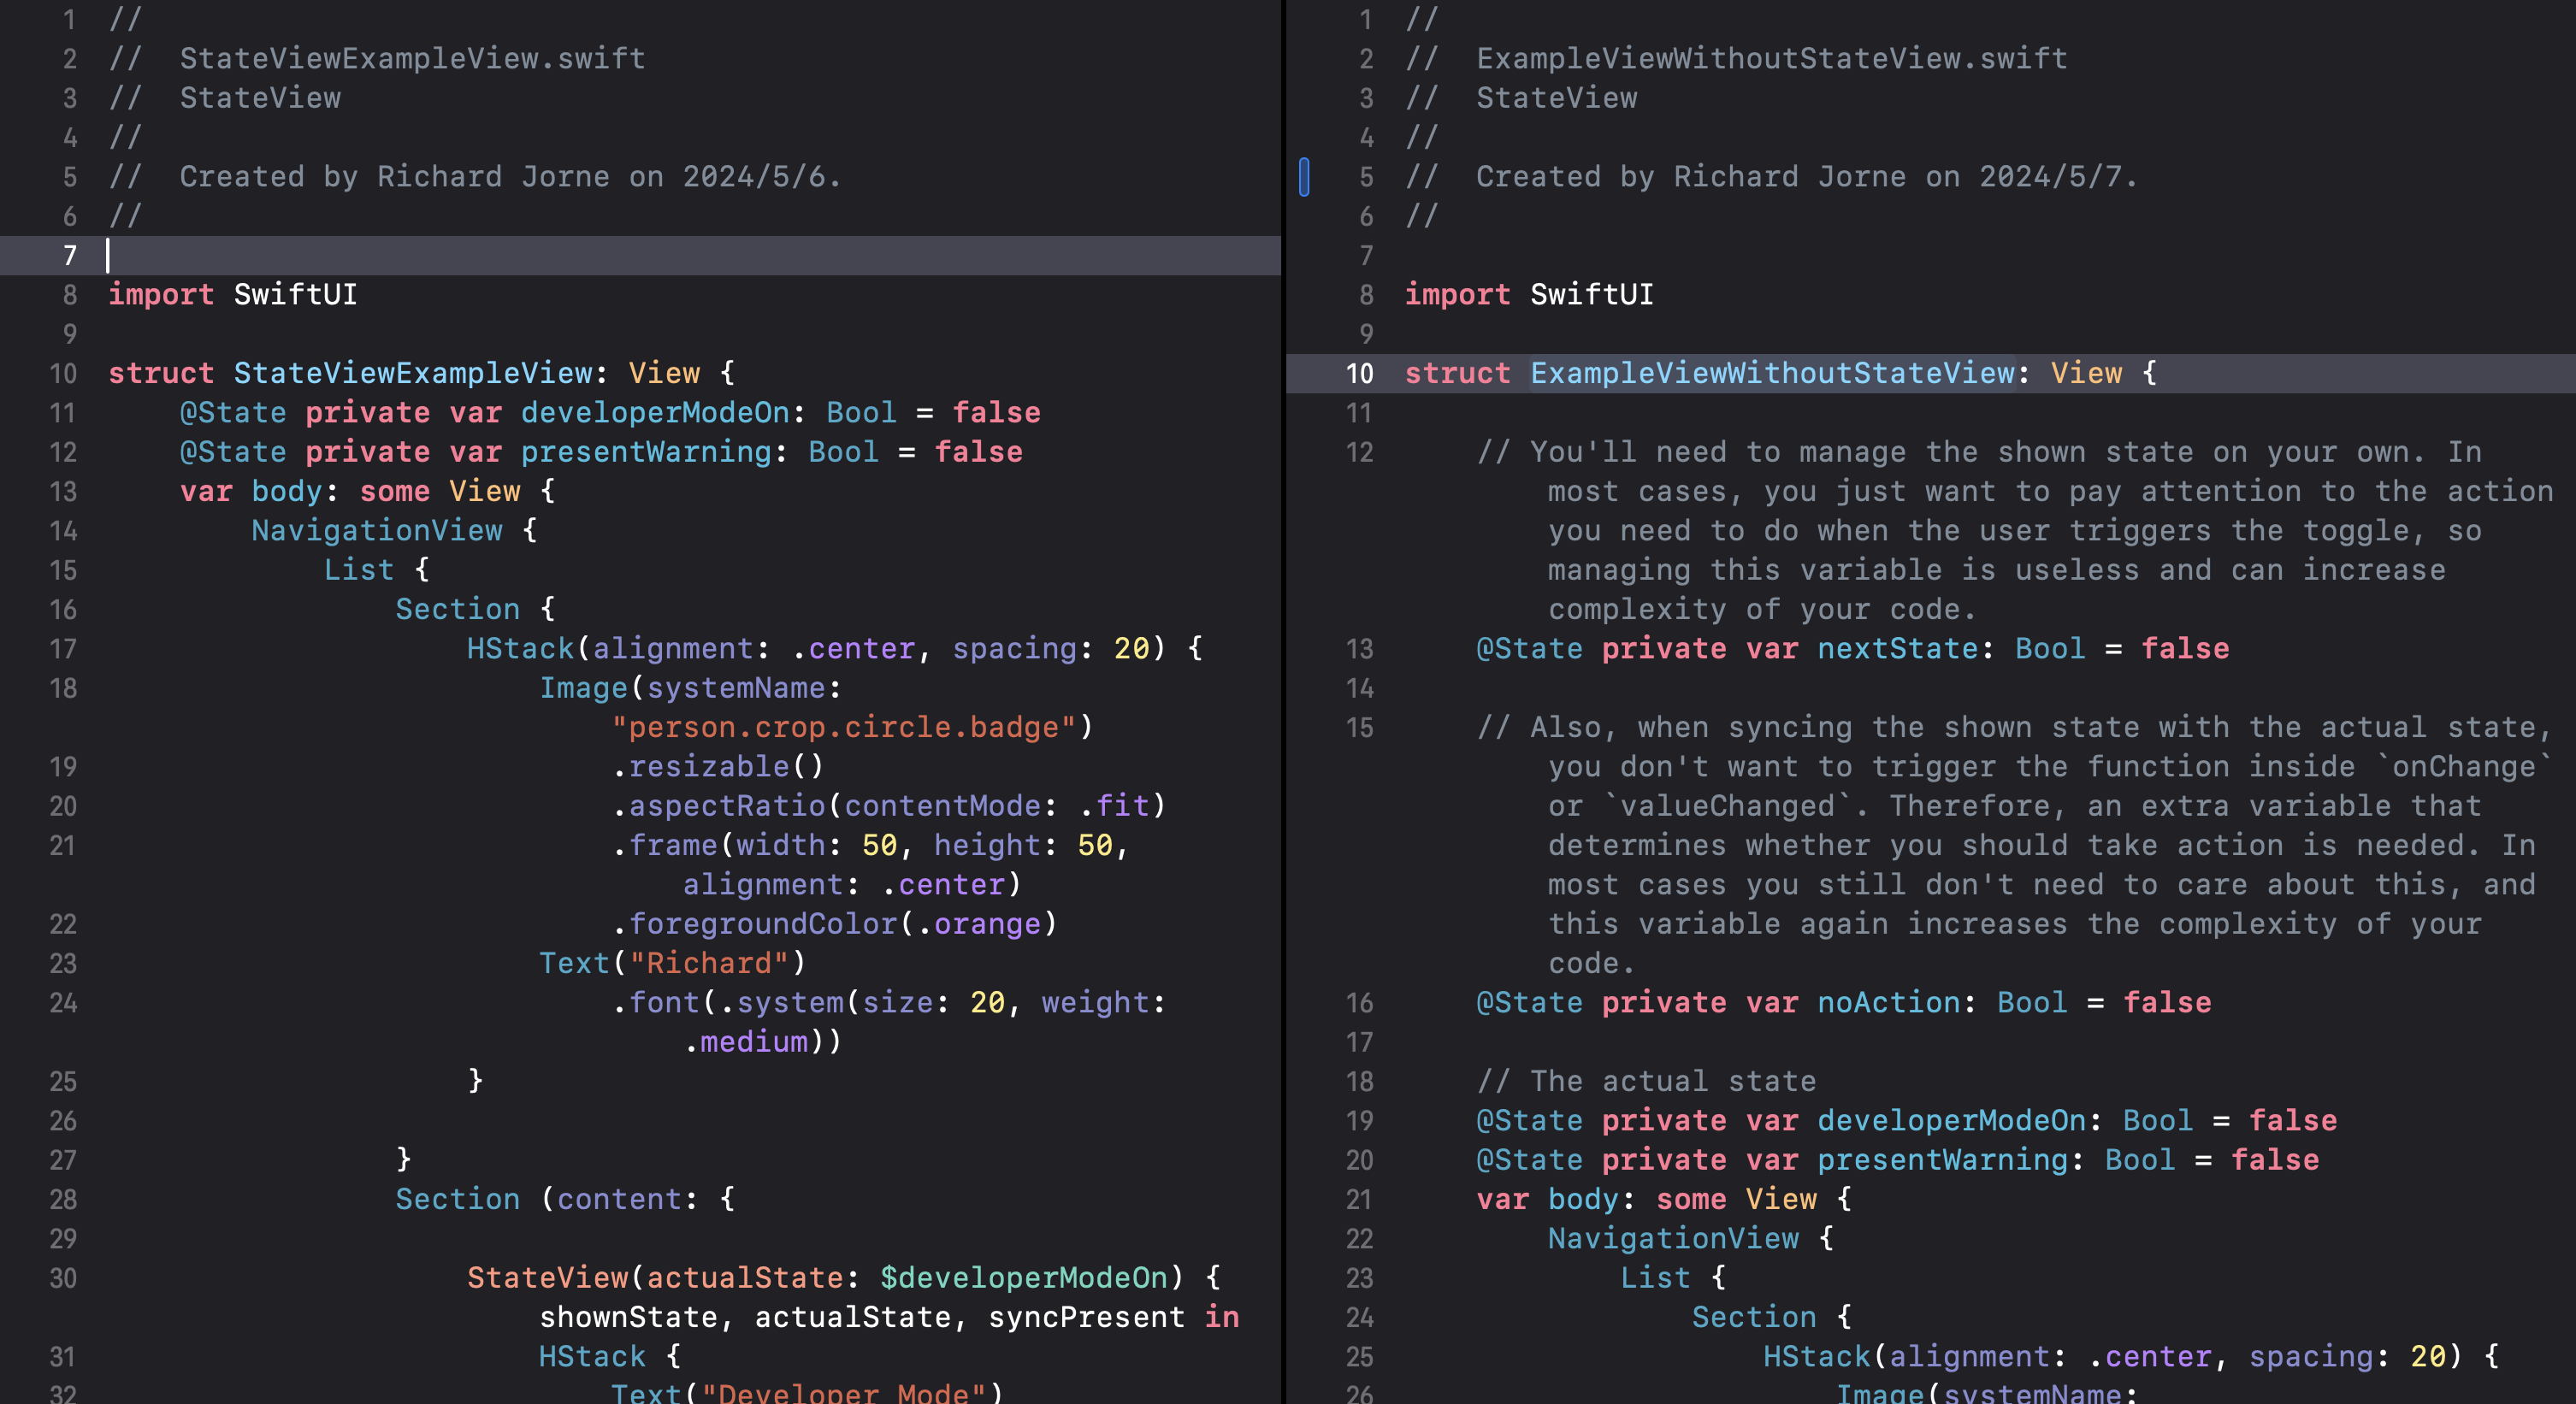 1 //
2 //  StateViewExampleView.swift
3 //  StateView
4 //
5 //  Created by Richard Jorne on 2024/5/6.
6 //
7
8 import SwiftUI
9
10 struct StateViewExampleView: View {
11     @State private var developerModeOn: Bool = false
12     @State private var presentWarning: Bool = false
13     var body: some View {
14         NavigationView {
15             List {
16                 Section {
17                     HStack(alignment: .center, spacing: 20) {
18                         Image(systemName:
"person.crop.circle.badge")
19                             .resizable()
20                             .aspectRatio(contentMode: .fit)
21                             .frame(width: 50, height: 50,
alignment: .center)
22                             .foregroundColor(.orange)
23                         Text("Richard")
24                             .font(.system(size: 20, weight:
.medium))
25                     }
26
27                 }
28                 Section (content: {
29
30                     StateView(actualState: $developerModeOn) {
shownState, actualState, syncPresent in
31                         HStack {
32                             Text("Developer Mode")
1 //
2 //  ExampleViewWithoutStateView.swift
3 //  StateView
4 //
5 //  Created by Richard Jorne on 2024/5/7.
6 //
7
8 import SwiftUI
9
10 struct ExampleViewWithoutStateView: View {
11
12     // You'll need to manage the shown state on your own. In
most cases, you just want to pay attention to the action
you need to do when the user triggers the toggle, so
managing this variable is useless and can increase
complexity of your code.
13     @State private var nextState: Bool = false
14
15     // Also, when syncing the shown state with the actual state,
you don't want to trigger the function inside `onChange`
or `valueChanged`. Therefore, an extra variable that
determines whether you should take action is needed. In
most cases you still don't need to care about this, and
this variable again increases the complexity of your
code.
16     @State private var noAction: Bool = false
17
18     // The actual state
19     @State private var developerModeOn: Bool = false
20     @State private var presentWarning: Bool = false
21     var body: some View {
22         NavigationView {
23             List {
24                 Section {
25                     HStack(alignment: .center, spacing: 20) {
26                         Image(systemName: